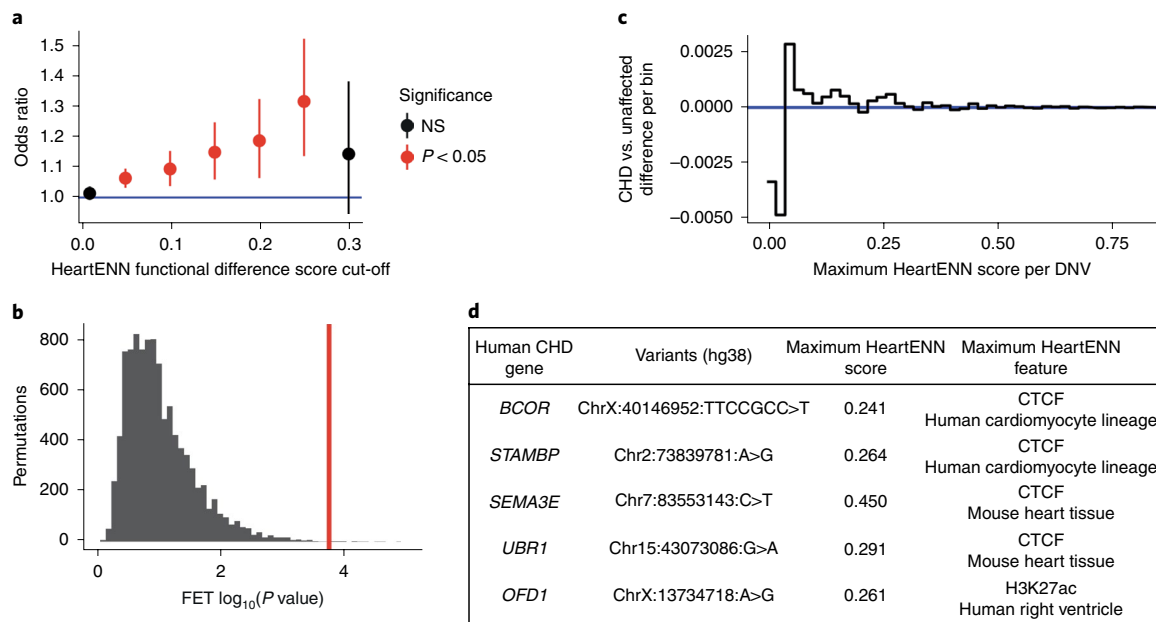 a
Odds ratio
1.5
1.4
1.3
1.2
1.1
1.0
0.0 0.1 0.2 0.3
HeartENN functional difference score cut-off
Significance
NS
P < 0.05
b
Permutations
800
600
400
200
0
0 2 4
FET log10(P value)
c
CHD vs. unaffected
difference per bin
0.0025
0.0000
−0.0025
−0.0050
0.00 0.25 0.50 0.75
Maximum HeartENN score per DNV
d
Human CHD
gene
Variants (hg38)
Maximum HeartENN
score
Maximum HeartENN
feature
BCOR ChrX:40146952:TTCCGCC>T 0.241 CTCF
Human cardiomyocyte lineage
STAMBP Chr2:73839781:A>G 0.264 CTCF
Human cardiomyocyte lineage
SEMA3E Chr7:83553143:C>T 0.450 CTCF
Mouse heart tissue
UBR1 Chr15:43073086:G>A 0.291 CTCF
Mouse heart tissue
OFD1 ChrX:13734718:A>G 0.261 H3K27ac
Human right ventricle